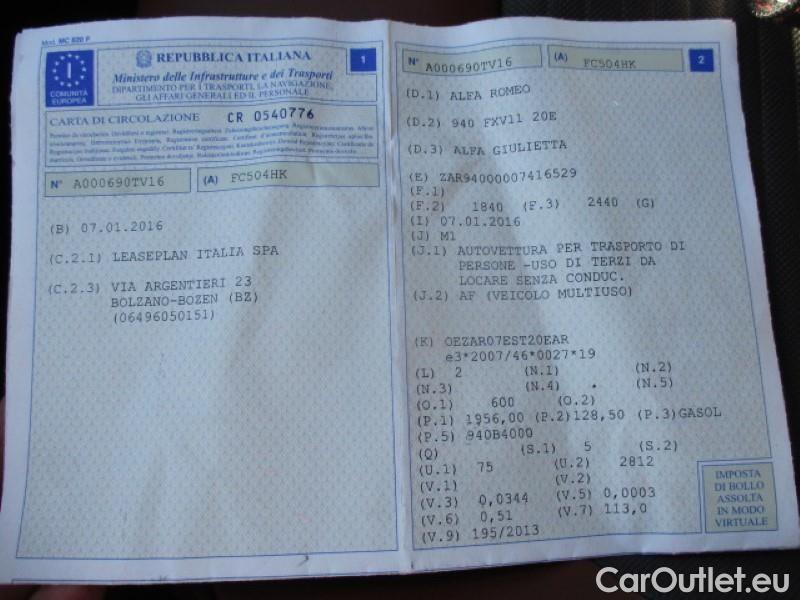 Mod. MC 820 F
REPUBBLICA ITALIANA
1
I
COMUNITÀ
EUROPEA
Ministero delle Infrastrutture e dei Trasporti
DIPARTIMENTO PER I TRASPORTI, LA NAVIGAZIONE,
GLI AFFARI GENERALI ED IL PERSONALE
CARTA DI CIRCOLAZIONE CR 0540776
N° A000690TV16 (A) FC504HK
(B) 07.01.2016
(C.2.1) LEASEPLAN ITALIA SPA
(C.2.3) VIA ARGENTIERI 23
BOLZANO-BOZEN (BZ)
(06496050151)
N° A000690TV16 (A) FC504HK 2
(D.1) ALFA ROMEO
(D.2) 940 FXV11 20E
(D.3) ALFA GIULIETTA
(E) ZAR94000007416529
(F.1)
(F.2) 1840 (F.3) 2440 (G)
(I) 07.01.2016
(J) M1
(J.1) AUTOVETTURA PER TRASPORTO DI
PERSONE -USO DI TERZI DA
LOCARE SENZA CONDUC.
(J.2) AF (VEICOLO MULTIUSO)
(K) OEZAR07EST20EAR
e3*2007/46*0027*19
(L) 2 (N.1) (N.2)
(N.3) (N.4) (N.5)
(O.1) 600 (O.2)
(P.1) 1956,00 (P.2)128,50 (P.3)GASOL
(P.5) 940B4000
(Q) (S.1) 5 (S.2)
(U.1) 75 (U.2) 2812
(V.1) (V.2)
(V.3) 0,0344 (V.5) 0,0003
(V.6) 0,51 (V.7) 113,0
(V.9) 195/2013
IMPOSTA
DI BOLLO
ASSOLTA
IN MODO
VIRTUALE
CarOutlet.eu